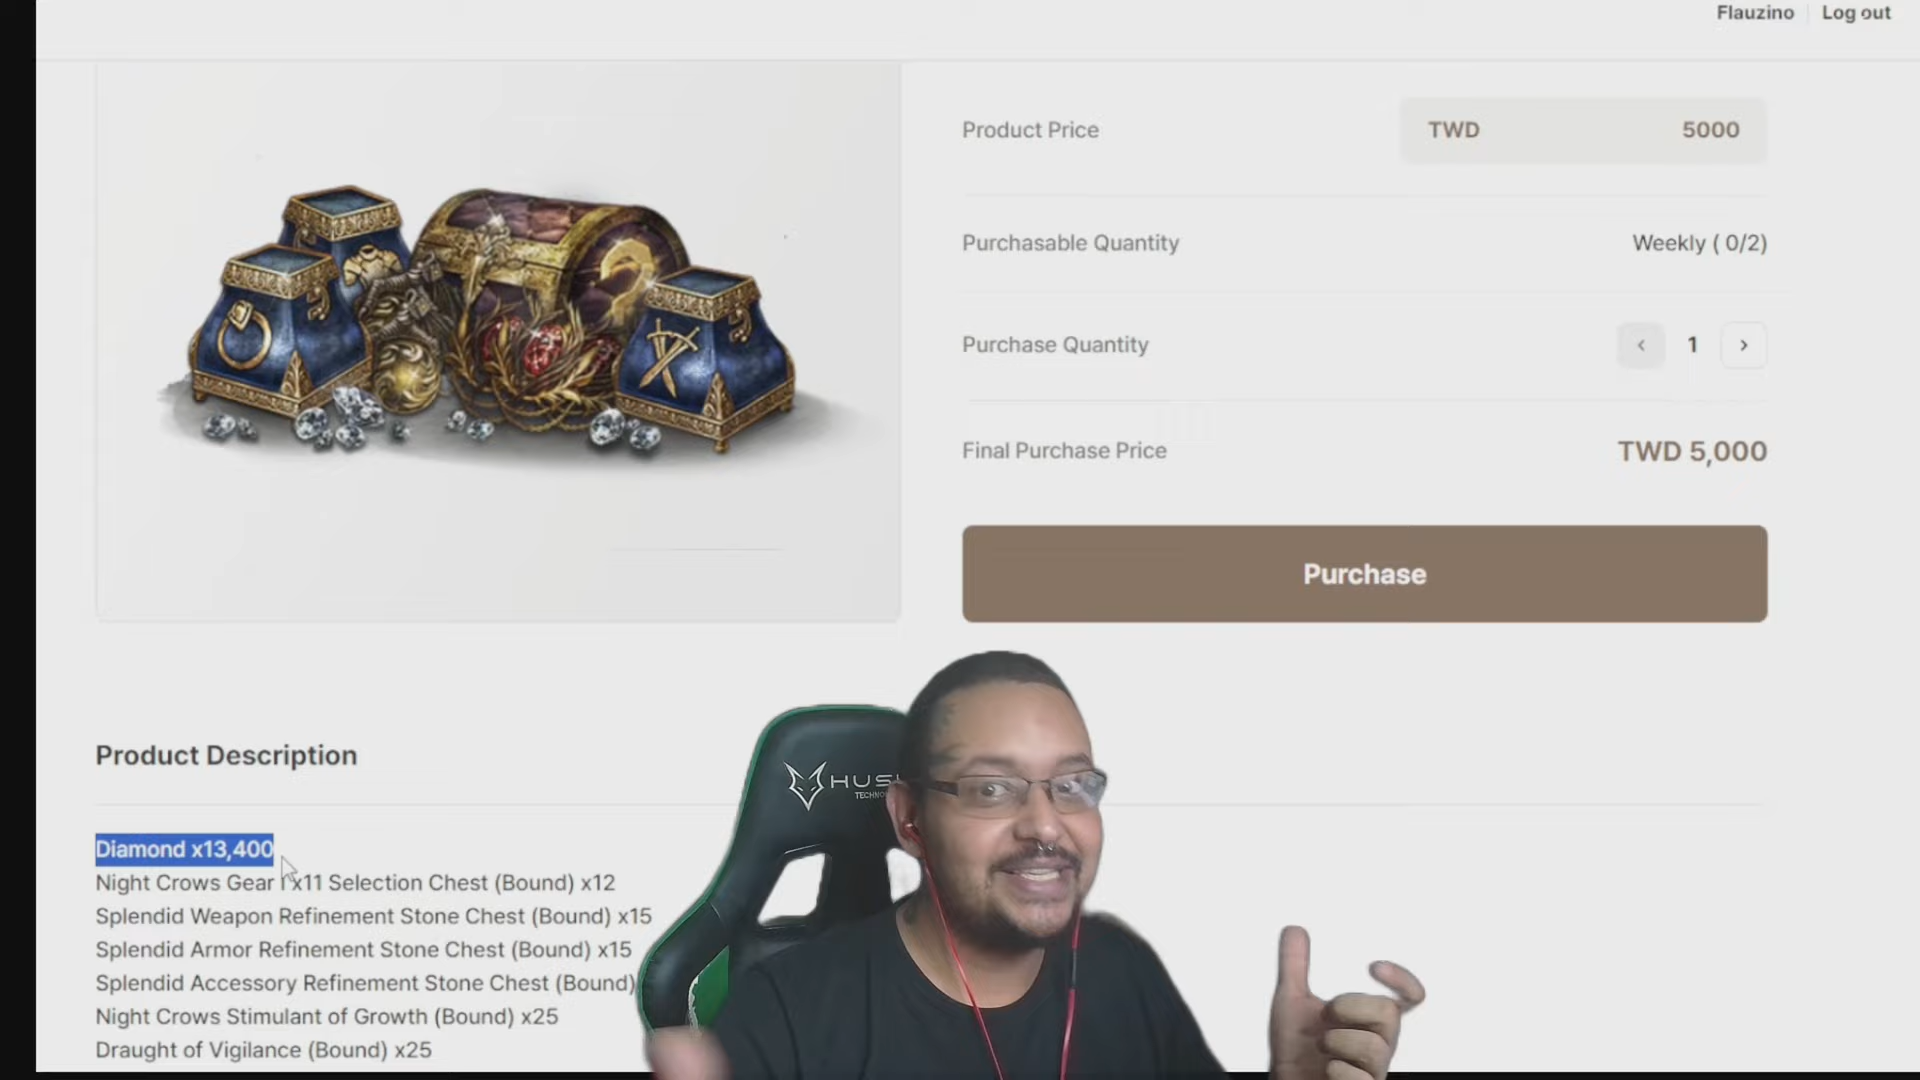 Flauzino
Log out
Product Price
TWD 5000
Purchasable Quantity
Weekly ( 0/2)
Purchase Quantity
1
Final Purchase Price
TWD 5,000
Purchase
Product Description
Diamond x13,400
Night Crows Gear I x11 Selection Chest (Bound) x12
Splendid Weapon Refinement Stone Chest (Bound) x15
Splendid Armor Refinement Stone Chest (Bound) x15
Splendid Accessory Refinement Stone Chest (Bound)
Night Crows Stimulant of Growth (Bound) x25
Draught of Vigilance (Bound) x25